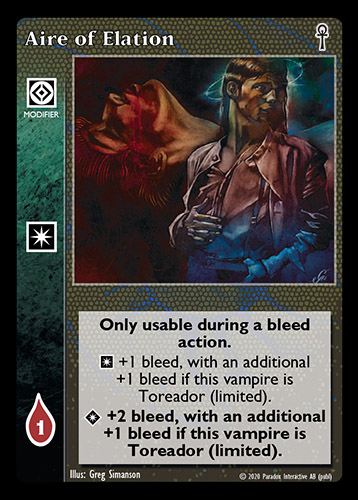 Aire of Elation
MODIFIER
Only usable during a bleed
action.
+1 bleed, with an additional
+1 bleed if this vampire is
Toreador (limited).
+2 bleed, with an additional
+1 bleed if this vampire is
Toreador (limited).
1
Illus: Greg Simanson
© 2020 Paradox Interactive AB (publ)